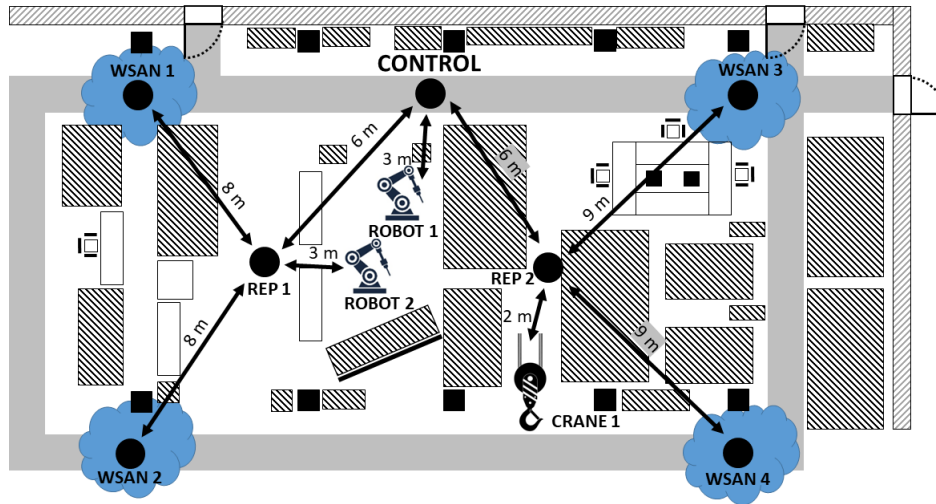 WSAN 1
CONTROL
WSAN 3
6 m
6 m
3 m
8 m
9 m
ROBOT 1
3 m
REP 1
ROBOT 2
REP 2
2 m
8 m
9 m
CRANE 1
WSAN 2
WSAN 4